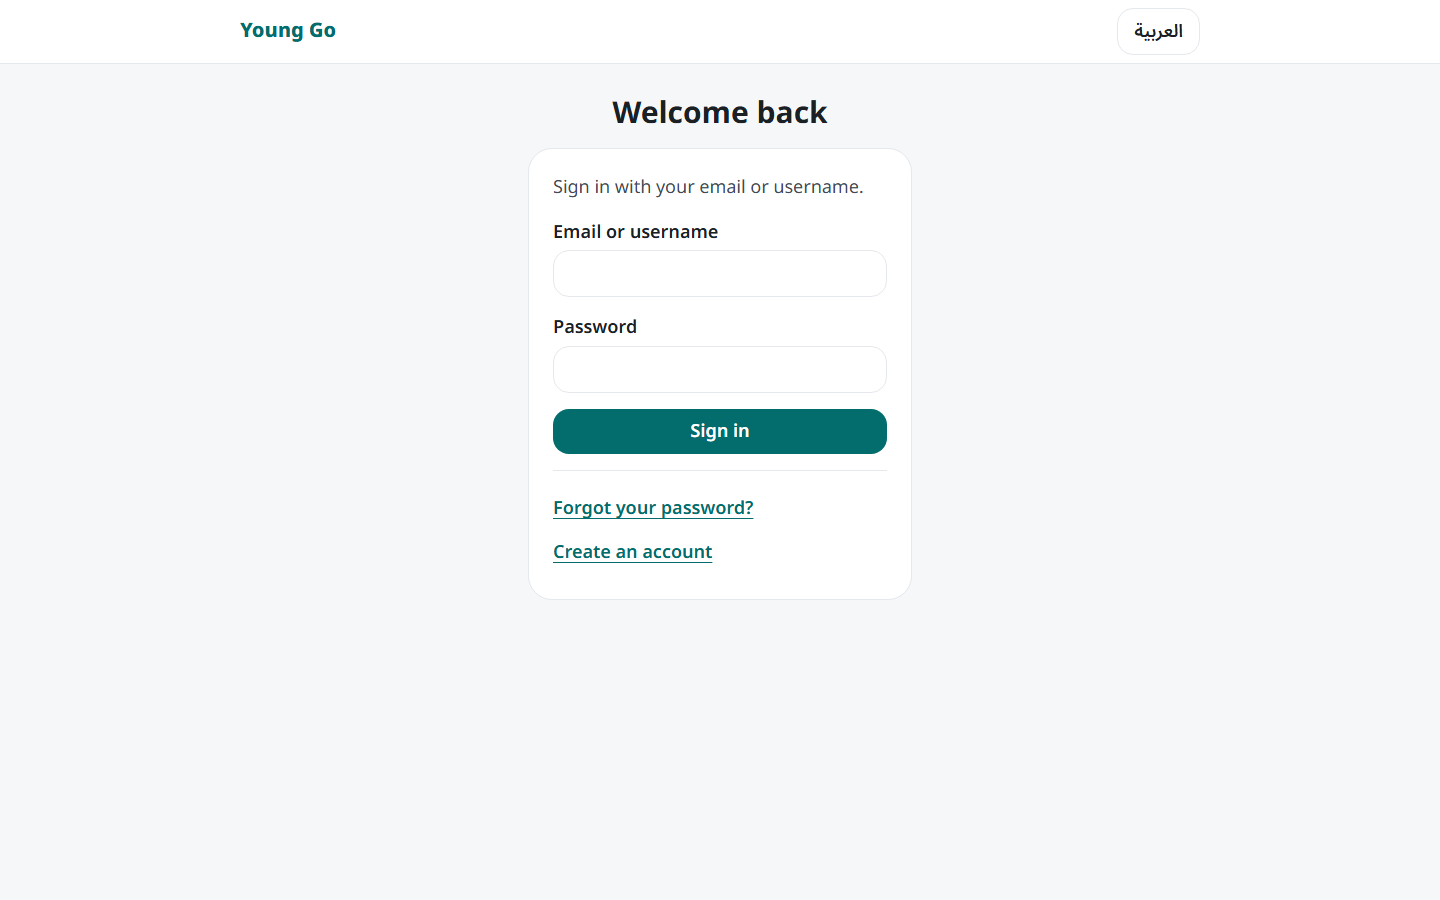 Young Go
العربية
Welcome back
Sign in with your email or username.
Email or username
Password
Sign in
Forgot your password?
Create an account